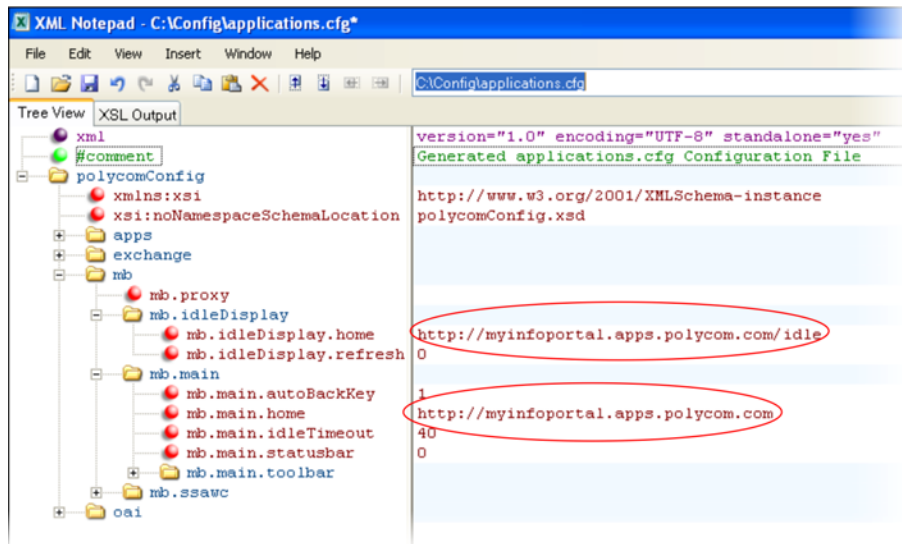 XML Notepad - C:\Config\applications.cfg*
File Edit View Insert Window Help
C:\Config\applications.cfg
Tree View XSL Output
xml version="1.0" encoding="UTF-8" standalone="yes"
#comment Generated applications.cfg Configuration File
polycomConfig
xmlns:xsi http://www.w3.org/2001/XMLSchema-instance
xsi:noNamespaceSchemaLocation polycomConfig.xsd
apps
exchange
mb
mb.proxy
mb.idleDisplay
mb.idleDisplay.home http://myinfoportal.apps.polycom.com/idle
mb.idleDisplay.refresh 0
mb.main
mb.main.autoBackKey 1
mb.main.home http://myinfoportal.apps.polycom.com
mb.main.idleTimeout 40
mb.main.statusbar 0
mb.main.toolbar
mb.ssawc
oai